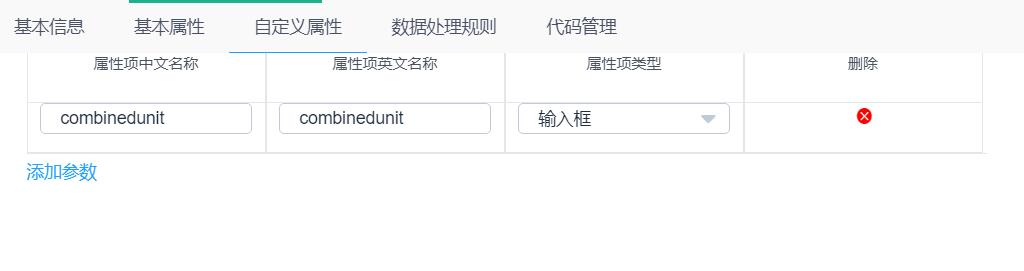 基本信息 基本属性 自定义属性 数据处理规则 代码管理
属性项中文名称 属性项英文名称 属性项类型 删除
combinedunit combinedunit 输入框
添加参数